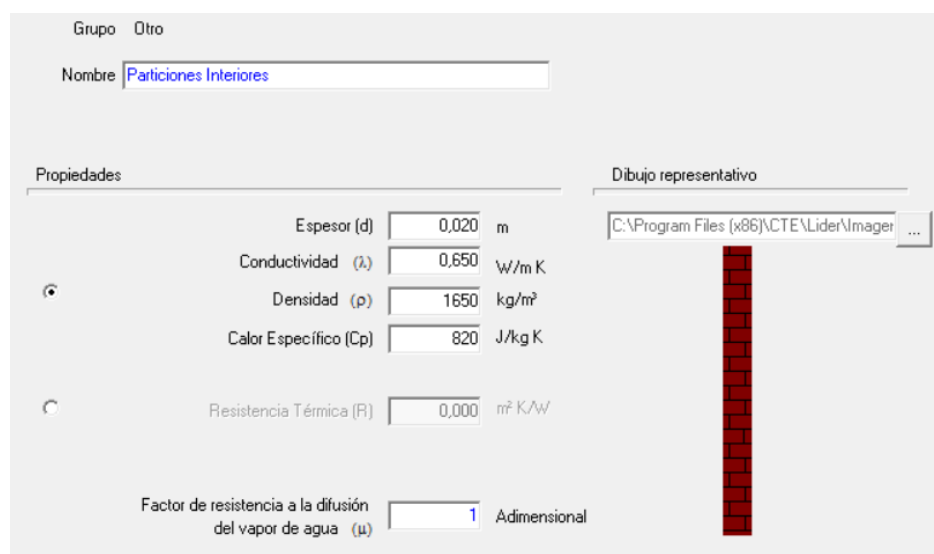 Grupo Otro
Nombre Particiones Interiores
Propiedades
Dibujo representativo
Espesor (d) 0,020 m
C:\Program Files (x86)\CTE\Lider\Imager ...
Conductividad (λ) 0,650 W/m K
Densidad (ρ) 1650 kg/m³
Calor Específico (Cp) 820 J/kg K
Resistencia Térmica (R) 0,000 m² K/W
Factor de resistencia a la difusión
del vapor de agua (μ) 1 Adimensional